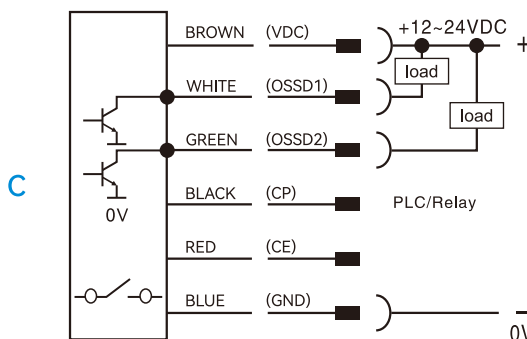 +12~24VDC
BROWN (VDC) +
load
WHITE (OSSD1)
load
GREEN (OSSD2)
C
BLACK (CP) PLC/Relay
0V
RED (CE)
BLUE (GND) −
0V